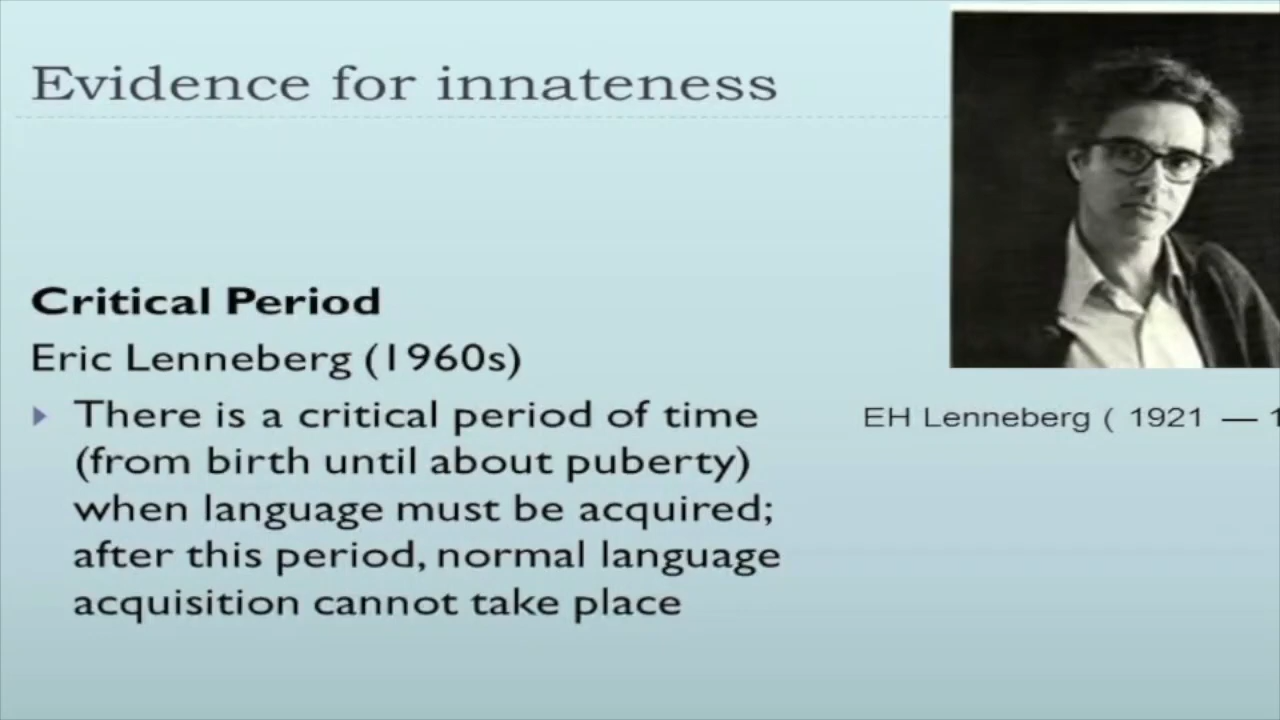 Evidence for innateness
Critical Period
Eric Lenneberg (1960s)
There is a critical period of time
(from birth until about puberty)
when language must be acquired;
after this period, normal language
acquisition cannot take place
EH Lenneberg ( 1921 — 1